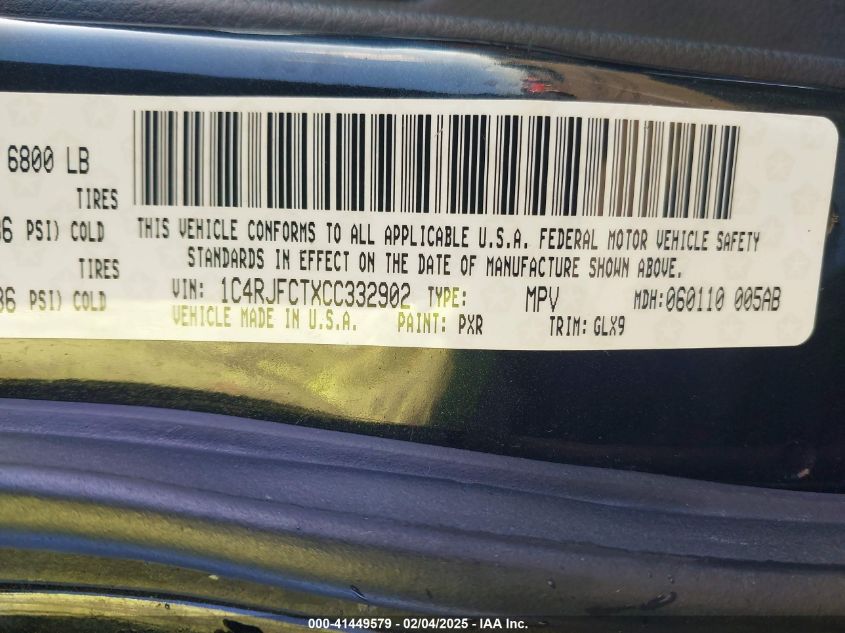 6800 LB
TIRES
36 PSI) COLD
TIRES
36 PSI) COLD
THIS VEHICLE CONFORMS TO ALL APPLICABLE U.S.A. FEDERAL MOTOR VEHICLE SAFETY
STANDARDS IN EFFECT ON THE DATE OF MANUFACTURE SHOWN ABOVE.
VIN: 1C4RJFCTXCC332902 TYPE: MPV MDH:060110 005AB
VEHICLE MADE IN U.S.A. PAINT: PXR TRIM: GLX9
000-41449579 - 02/04/2025 - IAA Inc.